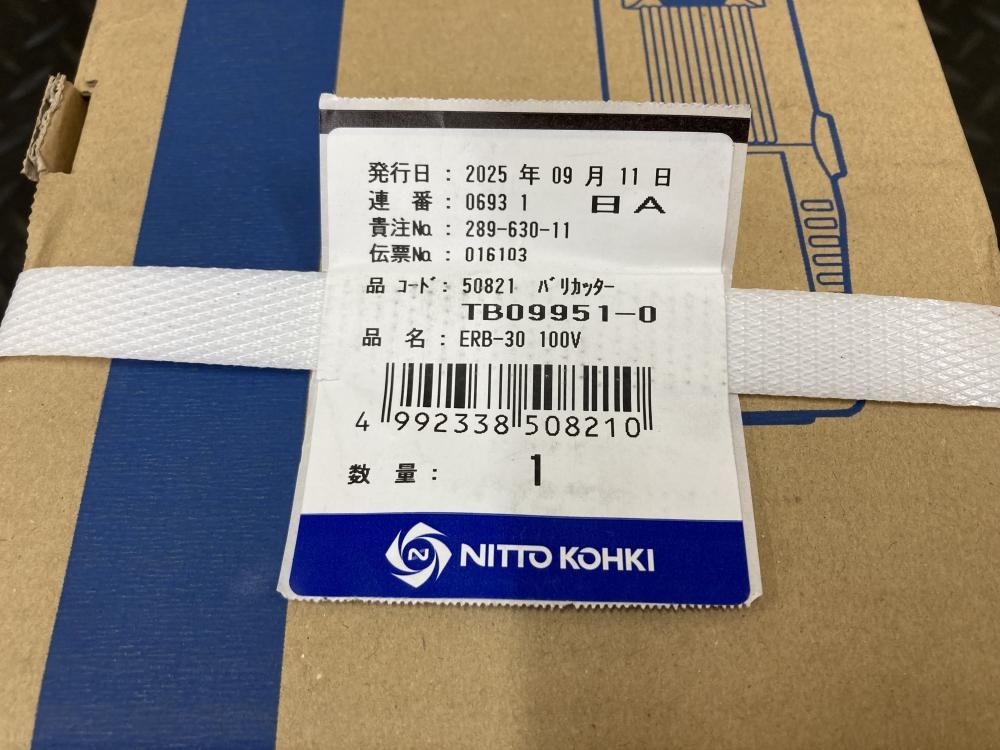 発行日 : 2025 年 09 月 11 日
連 番 : 0693 1 日A
貴注№ : 289-630-11
伝票№ : 016103
品 コード : 50821 バリカッター
TB09951-0
品 名 : ERB-30 100V
4 992338 508210
数 量 : 1
N NITTO KOHKI